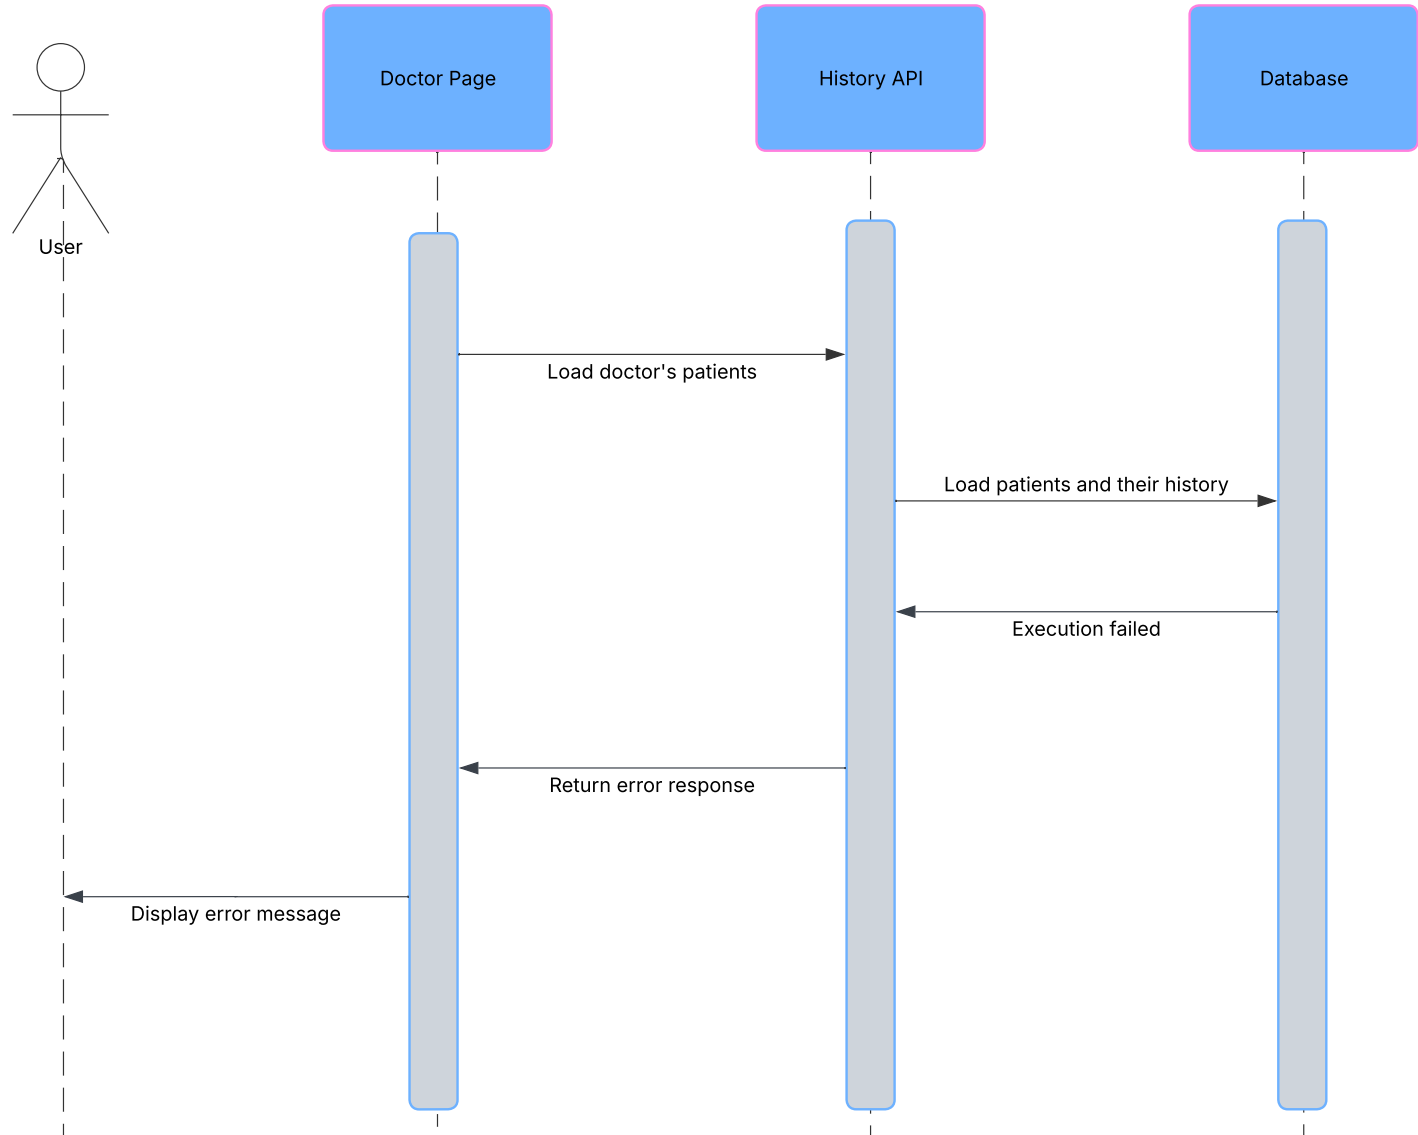 Doctor Page
History API
Database
User
Load doctor's patients
Load patients and their history
Execution failed
Return error response
Display error message